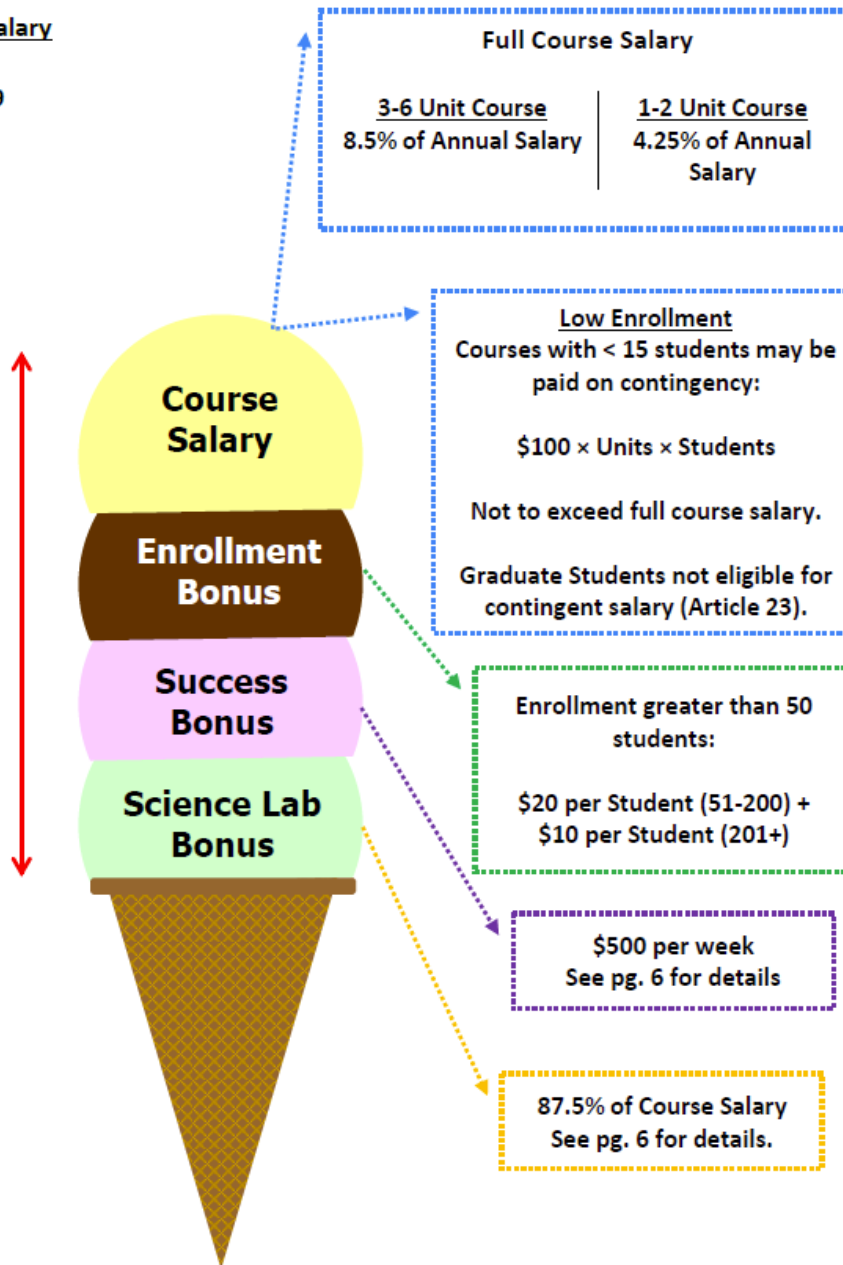 Full Course Salary
3-6 Unit Course
8.5% of Annual Salary
1-2 Unit Course
4.25% of Annual
Salary
Low Enrollment
Courses with < 15 students may be
paid on contingency:
$100 × Units × Students
Not to exceed full course salary.
Graduate Students not eligible for
contingent salary (Article 23).
Course
Salary
Enrollment
Bonus
Success
Bonus
Science Lab
Bonus
Enrollment greater than 50
students:
$20 per Student (51-200) +
$10 per Student (201+)
$500 per week
See pg. 6 for details
87.5% of Course Salary
See pg. 6 for details.